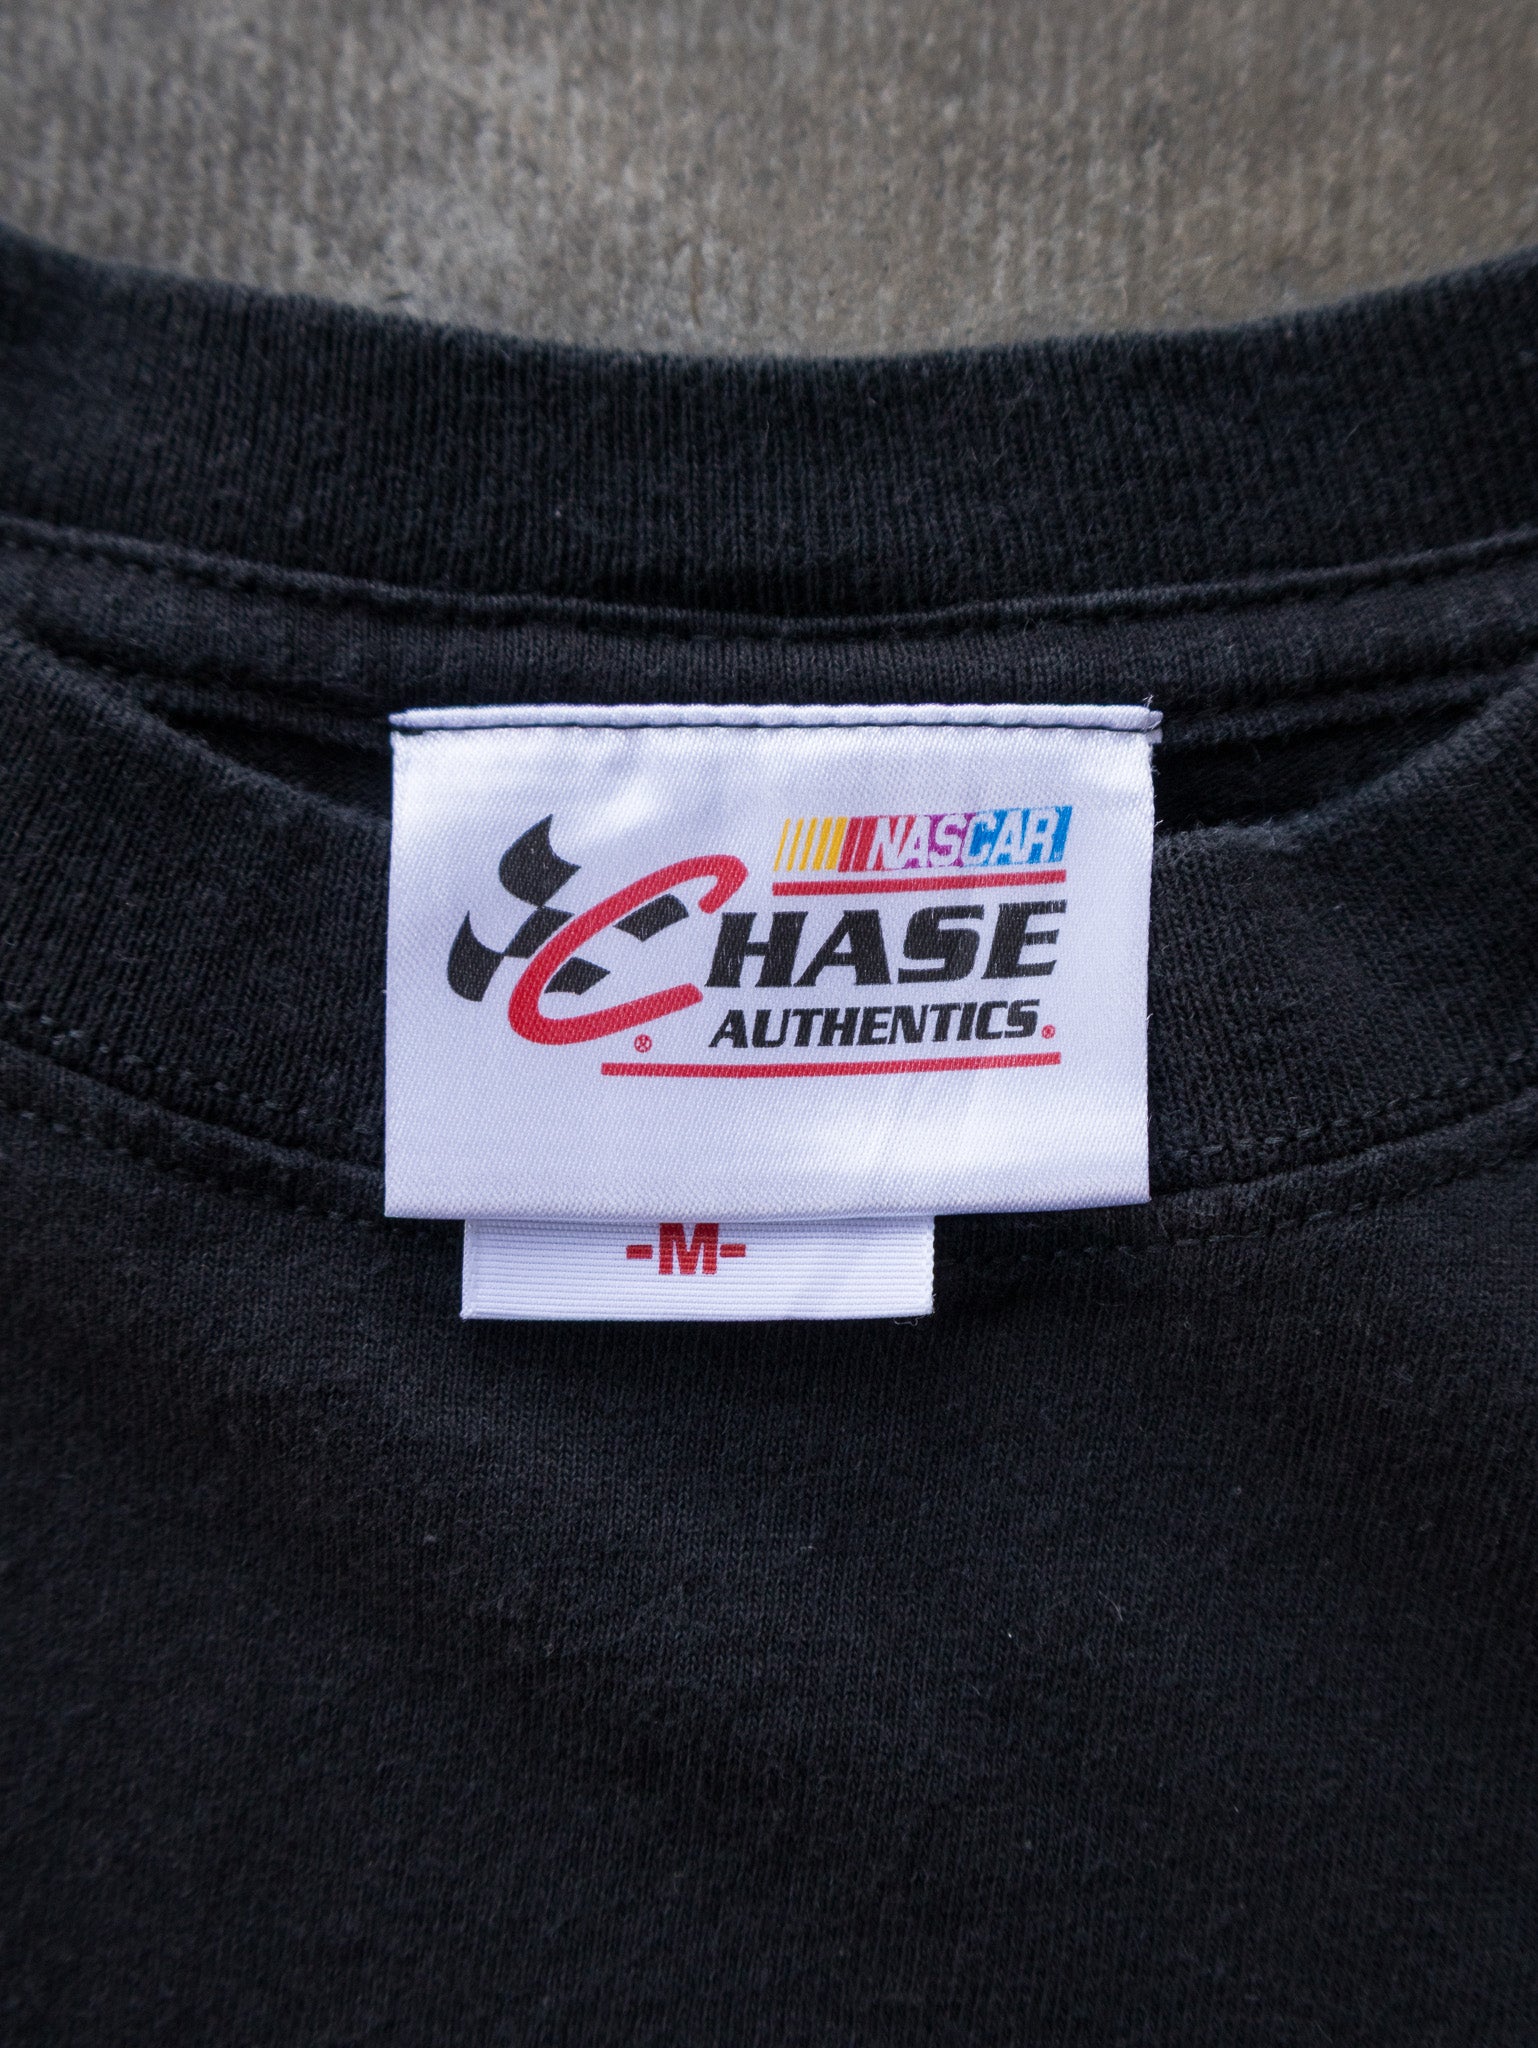 NASCAR
CHASE
AUTHENTICS®
®
-M-